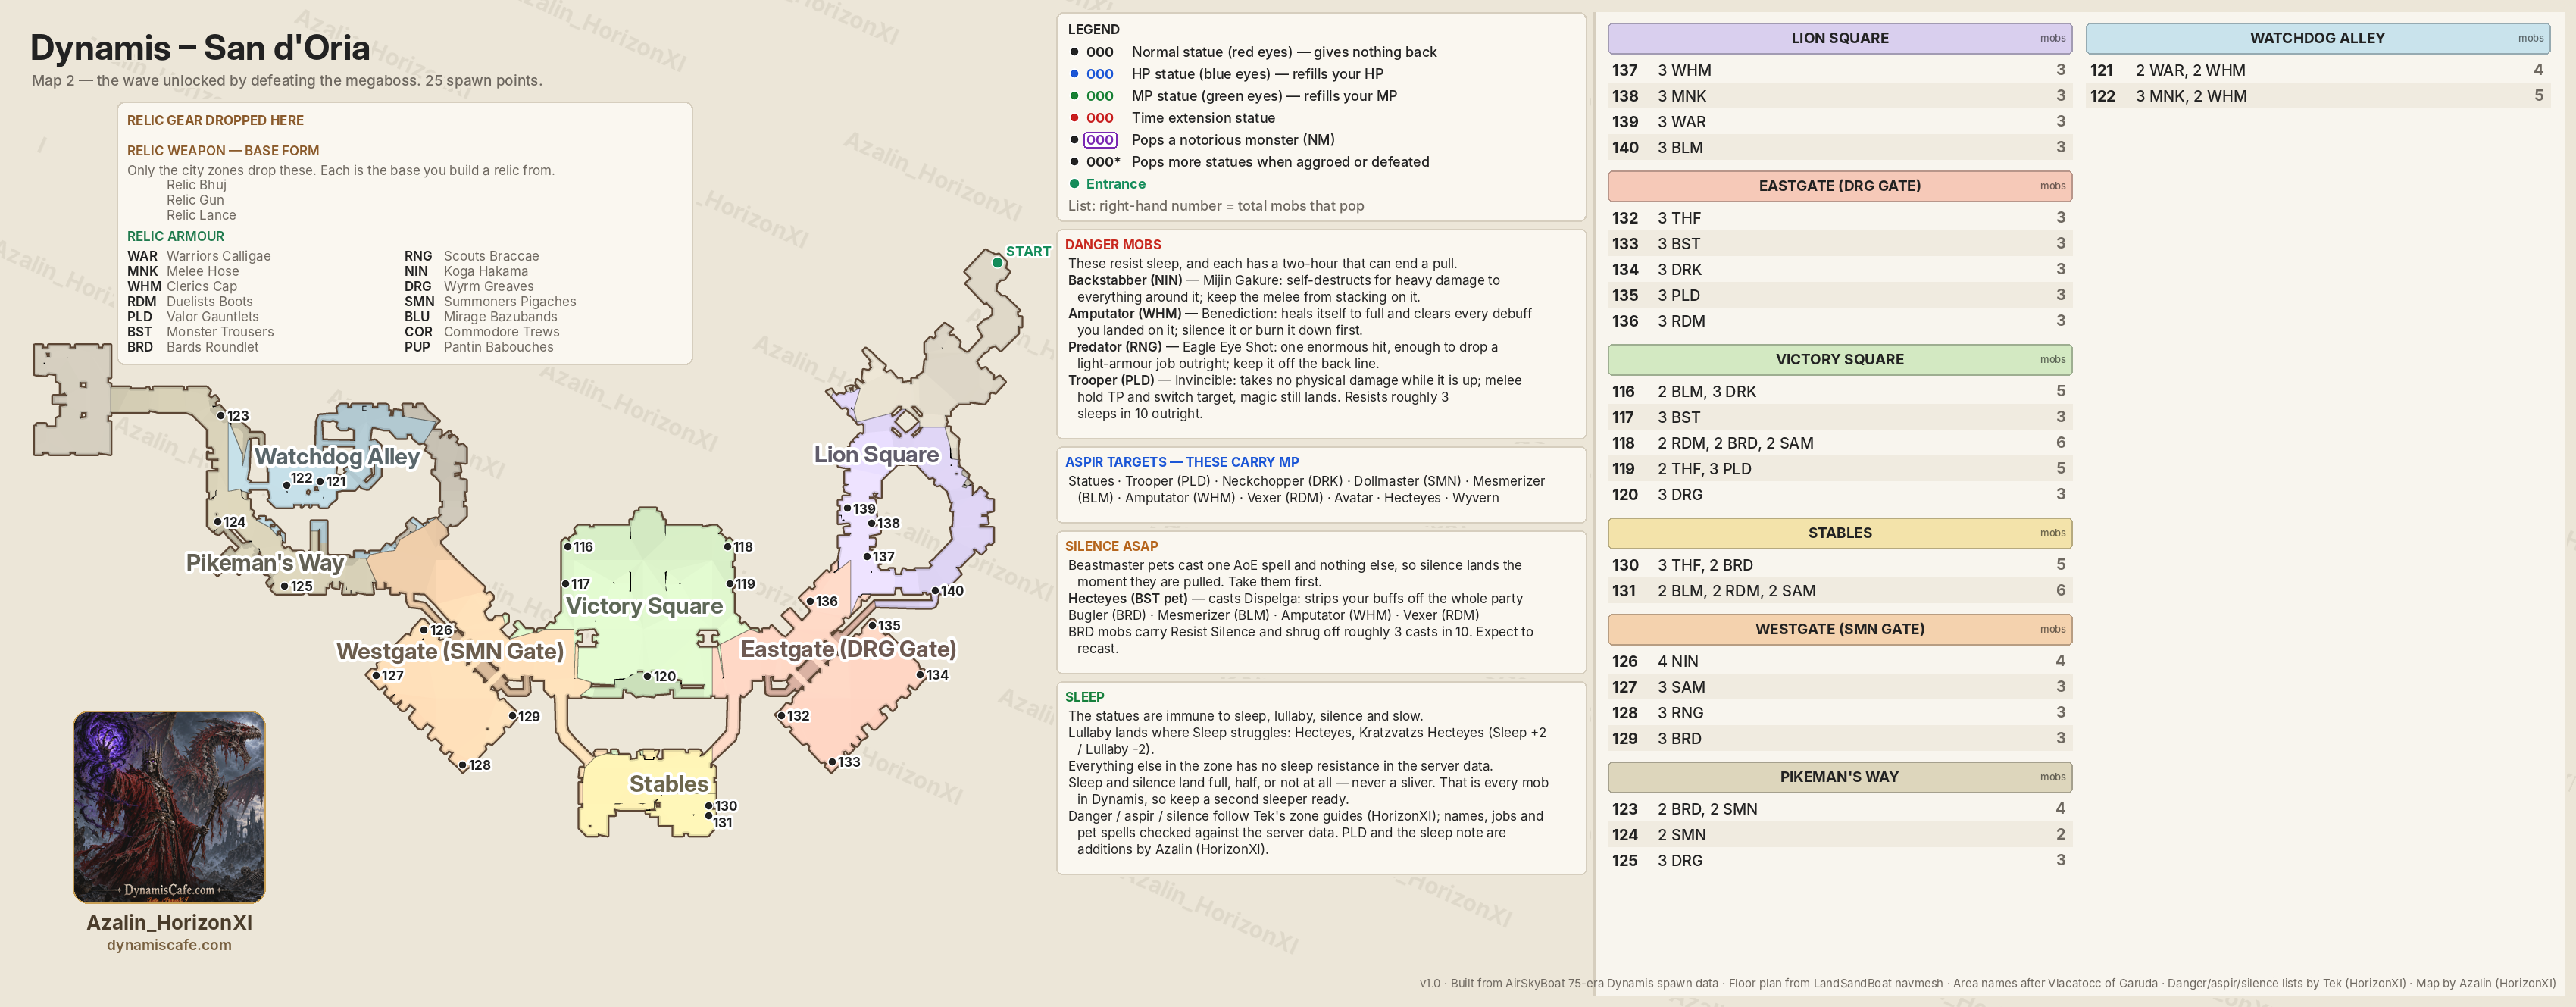 Dynamis – San d'Oria
Map 2 — the wave unlocked by defeating the megaboss. 25 spawn points.
RELIC GEAR DROPPED HERE
RELIC WEAPON — BASE FORM
Only the city zones drop these. Each is the base you build a relic from.
Relic Bhuj
Relic Gun
Relic Lance
RELIC ARMOUR
WAR Warriors Calligae
MNK Melee Hose
WHM Clerics Cap
RDM Duelists Boots
PLD Valor Gauntlets
BST Monster Trousers
BRD Bards Roundlet
RNG Scouts Braccae
NIN Koga Hakama
DRG Wyrm Greaves
SMN Summoners Pigaches
BLU Mirage Bazubands
COR Commodore Trews
PUP Pantin Babouches
START
123
Watchdog Alley
122
121
124
Pikeman's Way
125
Lion Square
139
138
137
140
116
118
117
119
Victory Square
120
136
135
Eastgate (DRG Gate)
134
132
133
126
Westgate (SMN Gate)
127
129
128
Stables
130
131
DynamisCafe.com
Azalin_HorizonXI
dynamiscafe.com
LEGEND
000 Normal statue (red eyes) — gives nothing back
000 HP statue (blue eyes) — refills your HP
000 MP statue (green eyes) — refills your MP
000 Time extension statue
000 Pops a notorious monster (NM)
000* Pops more statues when aggroed or defeated
Entrance
List: right-hand number = total mobs that pop
DANGER MOBS
These resist sleep, and each has a two-hour that can end a pull.
Backstabber (NIN) — Mijin Gakure: self-destructs for heavy damage to
everything around it; keep the melee from stacking on it.
Amputator (WHM) — Benediction: heals itself to full and clears every debuff
you landed on it; silence it or burn it down first.
Predator (RNG) — Eagle Eye Shot: one enormous hit, enough to drop a
light-armour job outright; keep it off the back line.
Trooper (PLD) — Invincible: takes no physical damage while it is up; melee
hold TP and switch target, magic still lands. Resists roughly 3
sleeps in 10 outright.
ASPIR TARGETS — THESE CARRY MP
Statues · Trooper (PLD) · Neckchopper (DRK) · Dollmaster (SMN) · Mesmerizer
(BLM) · Amputator (WHM) · Vexer (RDM) · Avatar · Hecteyes · Wyvern
SILENCE ASAP
Beastmaster pets cast one AoE spell and nothing else, so silence lands the
moment they are pulled. Take them first.
Hecteyes (BST pet) — casts Dispelga: strips your buffs off the whole party
Bugler (BRD) · Mesmerizer (BLM) · Amputator (WHM) · Vexer (RDM)
BRD mobs carry Resist Silence and shrug off roughly 3 casts in 10. Expect to
recast.
SLEEP
The statues are immune to sleep, lullaby, silence and slow.
Lullaby lands where Sleep struggles: Hecteyes, Kratzvatzs Hecteyes (Sleep +2
/ Lullaby -2).
Everything else in the zone has no sleep resistance in the server data.
Sleep and silence land full, half, or not at all — never a sliver. That is every mob
in Dynamis, so keep a second sleeper ready.
Danger / aspir / silence follow Tek's zone guides (HorizonXI); names, jobs and
pet spells checked against the server data. PLD and the sleep note are
additions by Azalin (HorizonXI).
LION SQUARE mobs
137 3 WHM 3
138 3 MNK 3
139 3 WAR 3
140 3 BLM 3
EASTGATE (DRG GATE) mobs
132 3 THF 3
133 3 BST 3
134 3 DRK 3
135 3 PLD 3
136 3 RDM 3
VICTORY SQUARE mobs
116 2 BLM, 3 DRK 5
117 3 BST 3
118 2 RDM, 2 BRD, 2 SAM 6
119 2 THF, 3 PLD 5
120 3 DRG 3
STABLES mobs
130 3 THF, 2 BRD 5
131 2 BLM, 2 RDM, 2 SAM 6
WESTGATE (SMN GATE) mobs
126 4 NIN 4
127 3 SAM 3
128 3 RNG 3
129 3 BRD 3
PIKEMAN'S WAY mobs
123 2 BRD, 2 SMN 4
124 2 SMN 2
125 3 DRG 3
WATCHDOG ALLEY mobs
121 2 WAR, 2 WHM 4
122 3 MNK, 2 WHM 5
v1.0 · Built from AirSkyBoat 75-era Dynamis spawn data · Floor plan from LandSandBoat navmesh · Area names after Vlacatocc of Garuda · Danger/aspir/silence lists by Tek (HorizonXI) · Map by Azalin (HorizonXI)